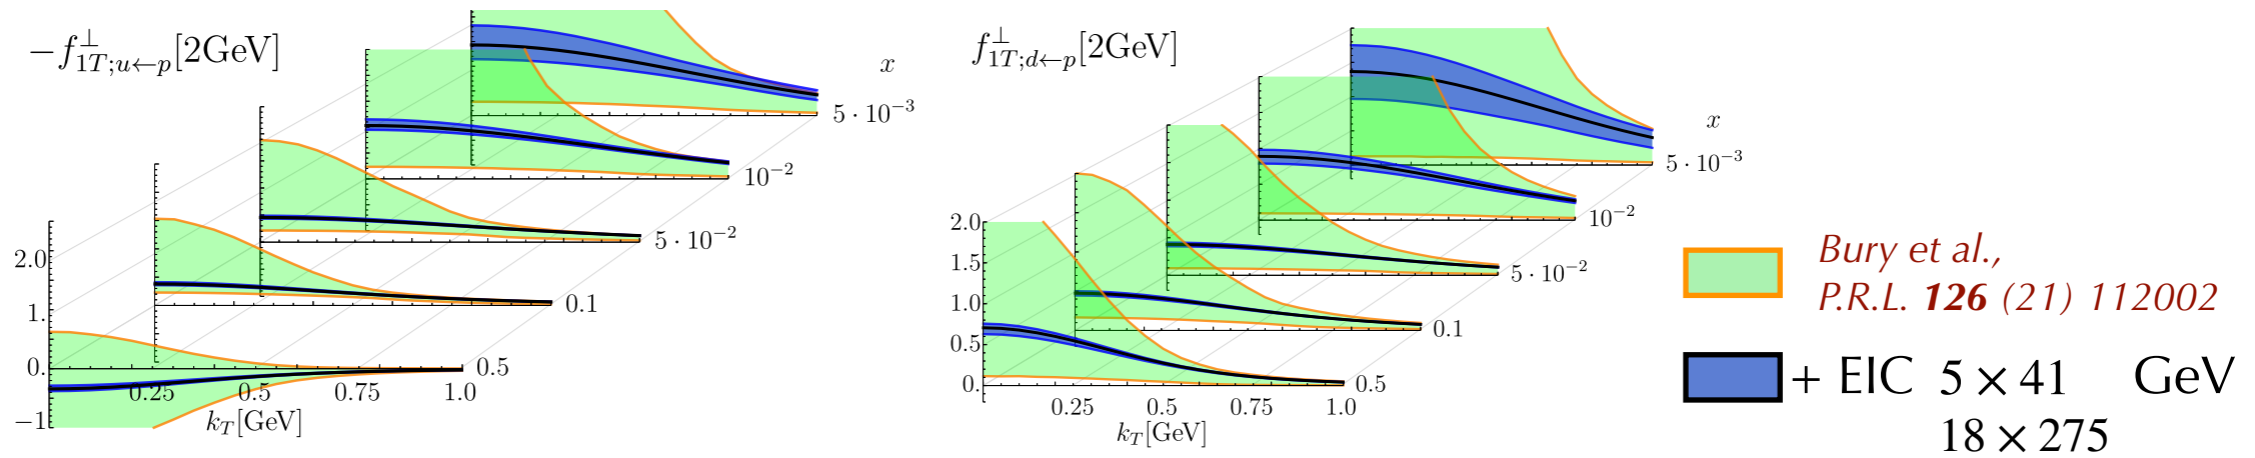 −f⊥1T;u←p[2GeV]
x
5 · 10−3
10−2
5 · 10−2
0.1
0.5
2.0
1.
0.
−1
0.25
0.5
0.75
1.0
kT[GeV]
f⊥1T;d←p[2GeV]
x
5 · 10−3
10−2
5 · 10−2
0.1
0.5
2.0
1.5
1.0
0.5
0.
0.25
0.5
0.75
1.0
kT[GeV]
Bury et al.,
P.R.L. 126 (21) 112002
+ EIC 5 × 41 GeV
18 × 275